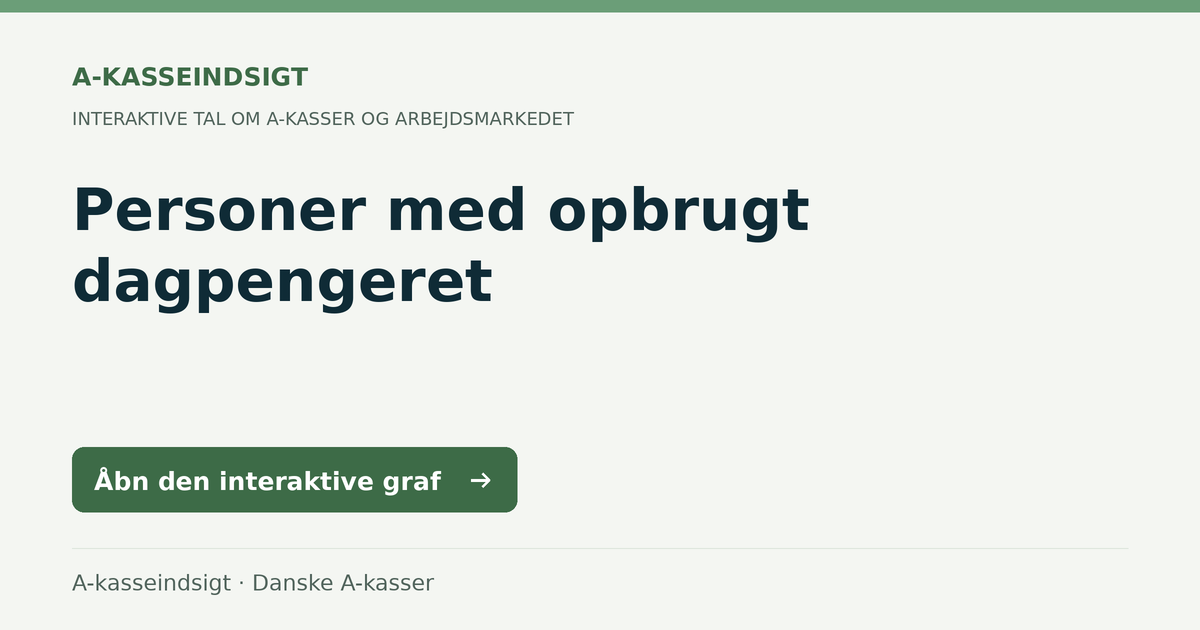 A-KASSEINDSIGT
INTERAKTIVE TAL OM A-KASSER OG ARBEJDSMARKEDET
Personer med opbrugt
dagpengeret
Åbn den interaktive graf →
A-kasseindsigt · Danske A-kasser